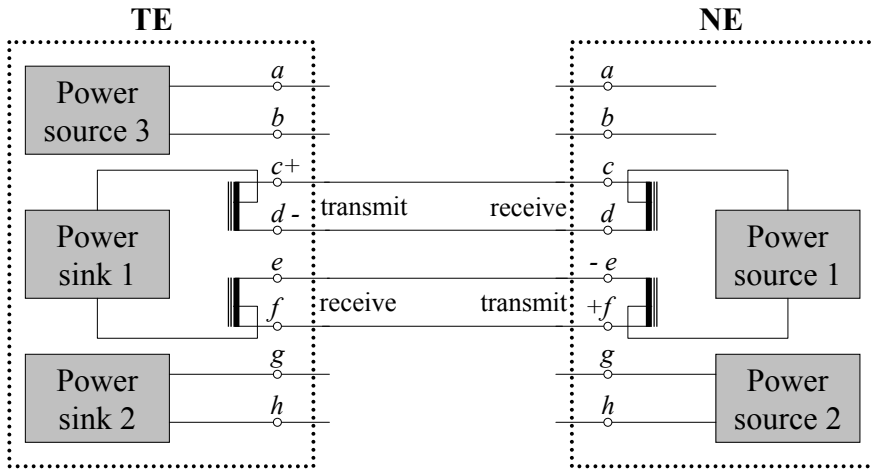 TE
NE
a
a
Power
source 3
b
b
c+
c
d -
transmit
receive
d
Power
sink 1
Power
source 1
e
- e
f
receive
transmit
+f
g
g
Power
sink 2
Power
source 2
h
h